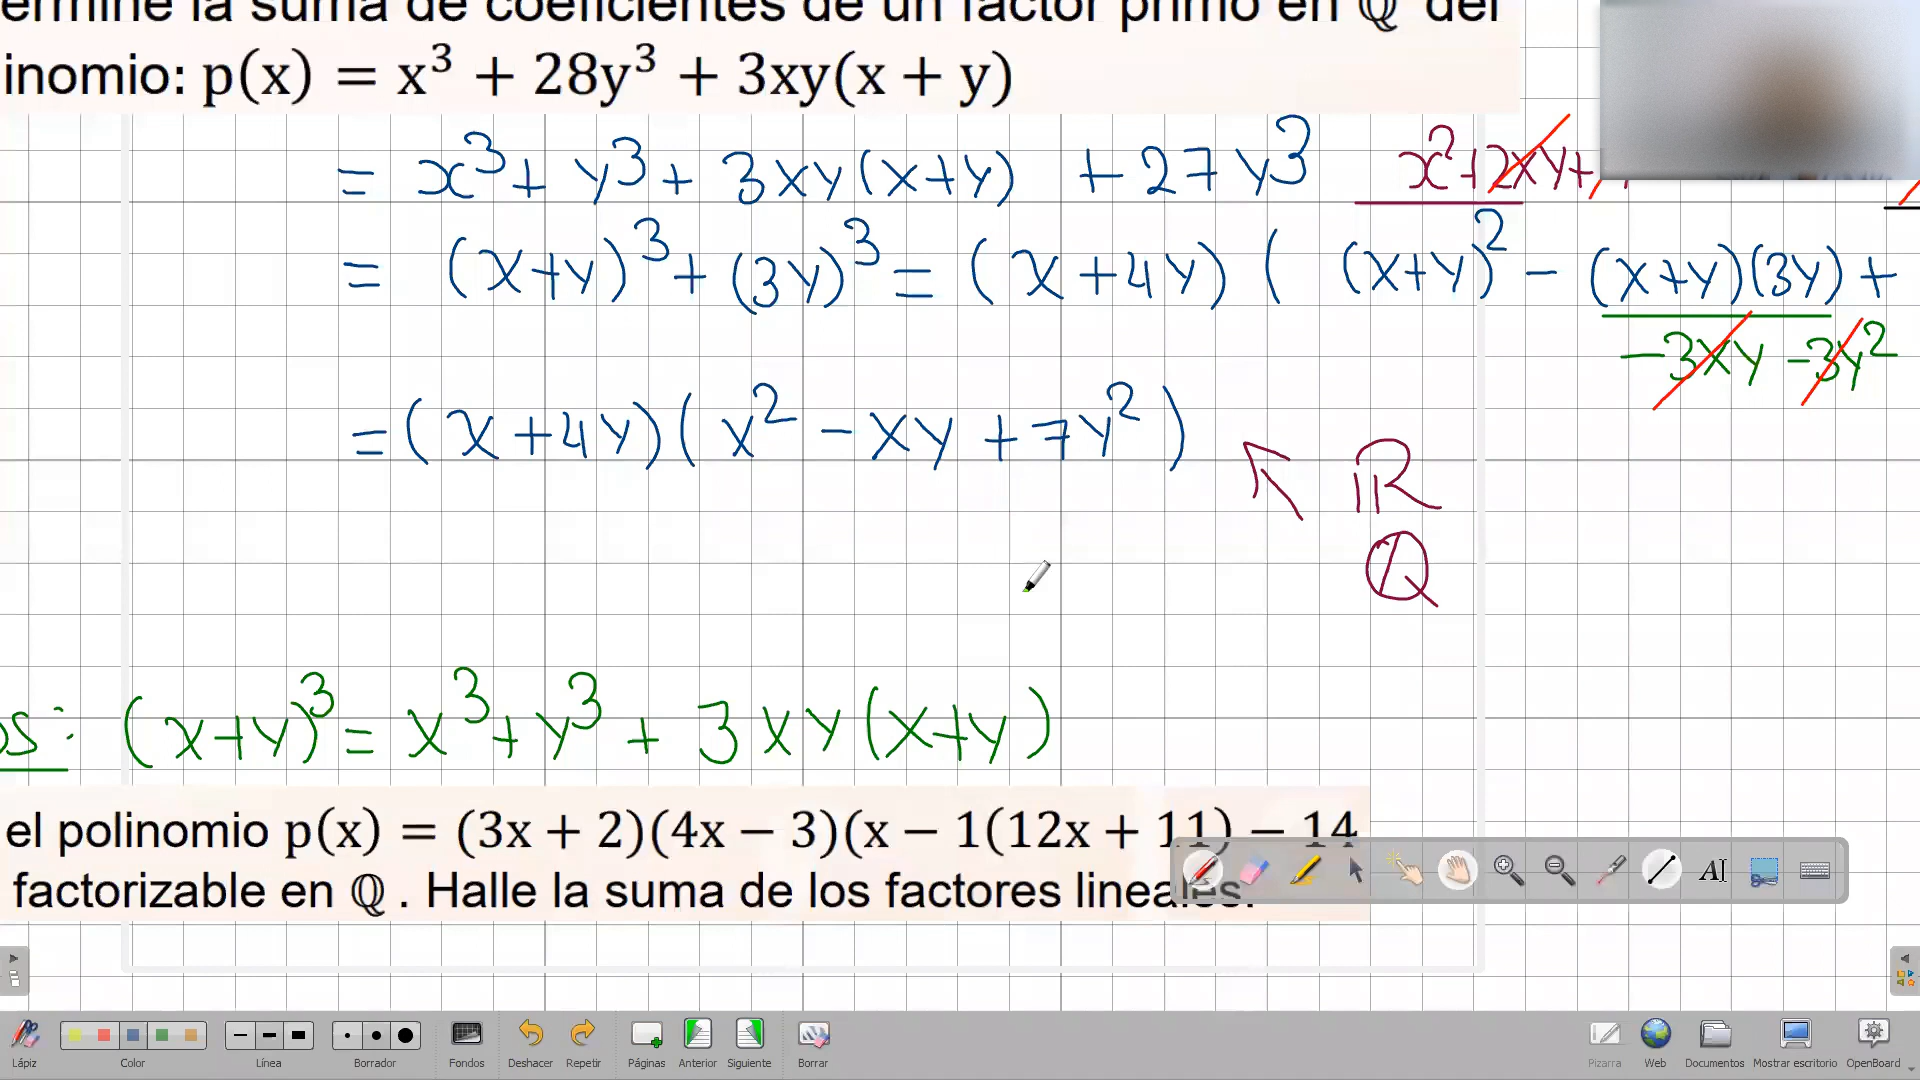 ermine la suma de coeficientes de un factor primo en ℚ del
inomio: p(x) = x³ + 28y³ + 3xy(x + y)
= x³ + y³ + 3xy(x+y) + 27y³
x²+2xy+
= (x+y)³ + (3y)³ = (x+4y) ( (x+y)² - (x+y)(3y) +
-3xy -3y²
= (x+4y)(x² - xy + 7y²)
ℝ
ℚ
os: (x+y)³ = x³ + y³ + 3xy(x+y)
el polinomio p(x) = (3x + 2)(4x − 3)(x − 1(12x + 11) − 14
factorizable en ℚ . Halle la suma de los factores lineales.
Lápiz Color Línea Borrador Fondos Deshacer Repetir Páginas Anterior Siguiente Borrar Pizarra Web Documentos Mostrar escritorio OpenBoard